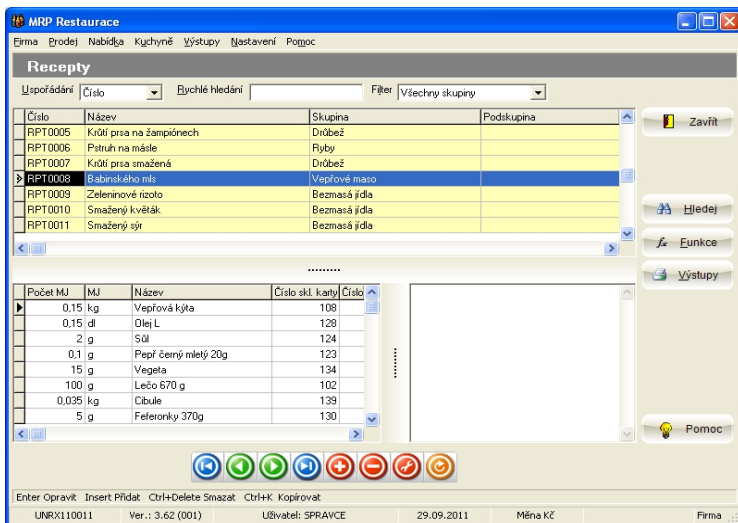 MRP Restaurace
Firma Prodej Nabídka Kuchyně Výstupy Nastavení Pomoc
Recepty
Uspořádání Číslo Rychlé hledání Filter Všechny skupiny
Číslo Název Skupina Podskupina
RPT0005 Krůtí prsa na žampiónech Drůbež
RPT0006 Pstruh na másle Ryby
RPT0007 Krůtí prsa smažená Drůbež
RPT0008 Babinského mls Vepřové maso
RPT0009 Zeleninové rizoto Bezmasá jídla
RPT0010 Smažený květák Bezmasá jídla
RPT0011 Smažený sýr Bezmasá jídla
Zavřít
Hledej
fx Funkce
Výstupy
Pomoc
Počet MJ MJ Název Číslo skl. karty Číslo
0,15 kg Vepřová kýta 108
0,15 dl Olej L 128
2 g Sůl 124
0,1 g Pepř černý mletý 20g 123
15 g Vegeta 134
100 g Lečo 670 g 102
0,035 kg Cibule 139
5 g Feferonky 370g 130
Enter Opravit Insert Přidat Ctrl+Delete Smazat Ctrl+K Kopírovat
UNRX110011 Ver.: 3.62 (001) Uživatel: SPRAVCE 29.09.2011 Měna Kč Firma